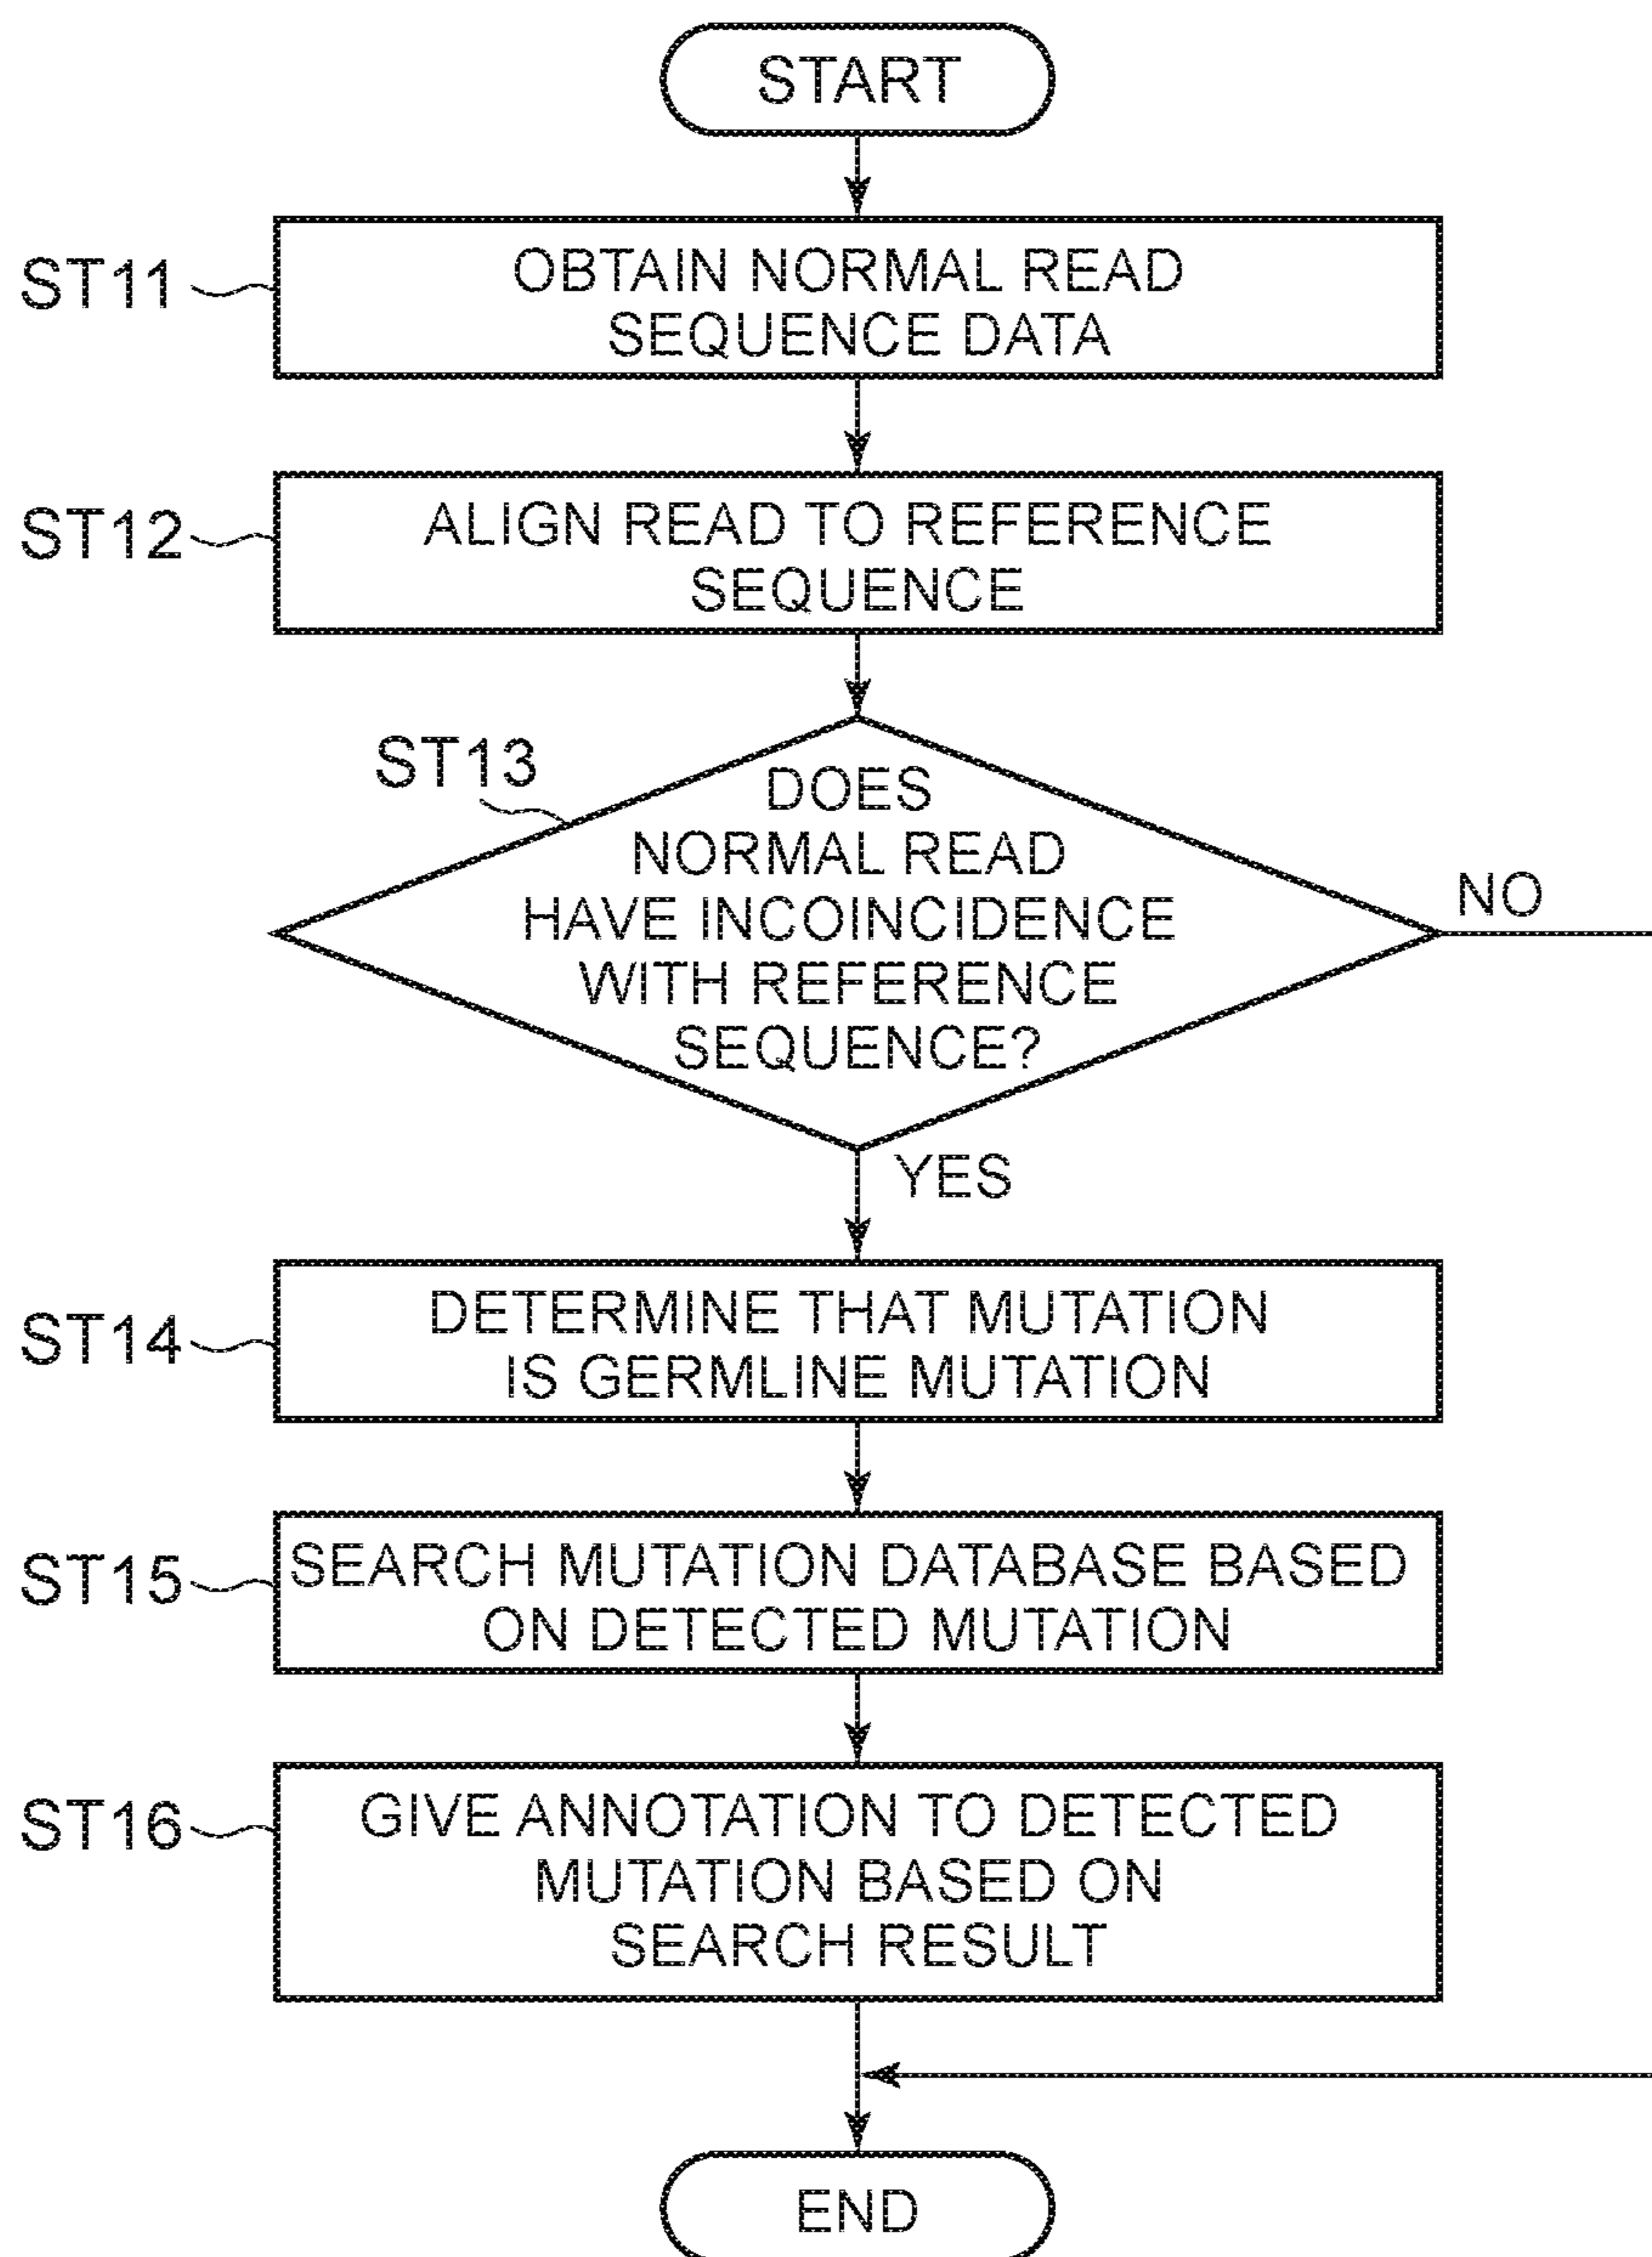 START
ST11
OBTAIN NORMAL READ
SEQUENCE DATA
ST12
ALIGN READ TO REFERENCE
SEQUENCE
ST13
DOES
NORMAL READ
HAVE INCOINCIDENCE
WITH REFERENCE
SEQUENCE?
NO
YES
ST14
DETERMINE THAT MUTATION
IS GERMLINE MUTATION
ST15
SEARCH MUTATION DATABASE BASED
ON DETECTED MUTATION
ST16
GIVE ANNOTATION TO DETECTED
MUTATION BASED ON
SEARCH RESULT
END